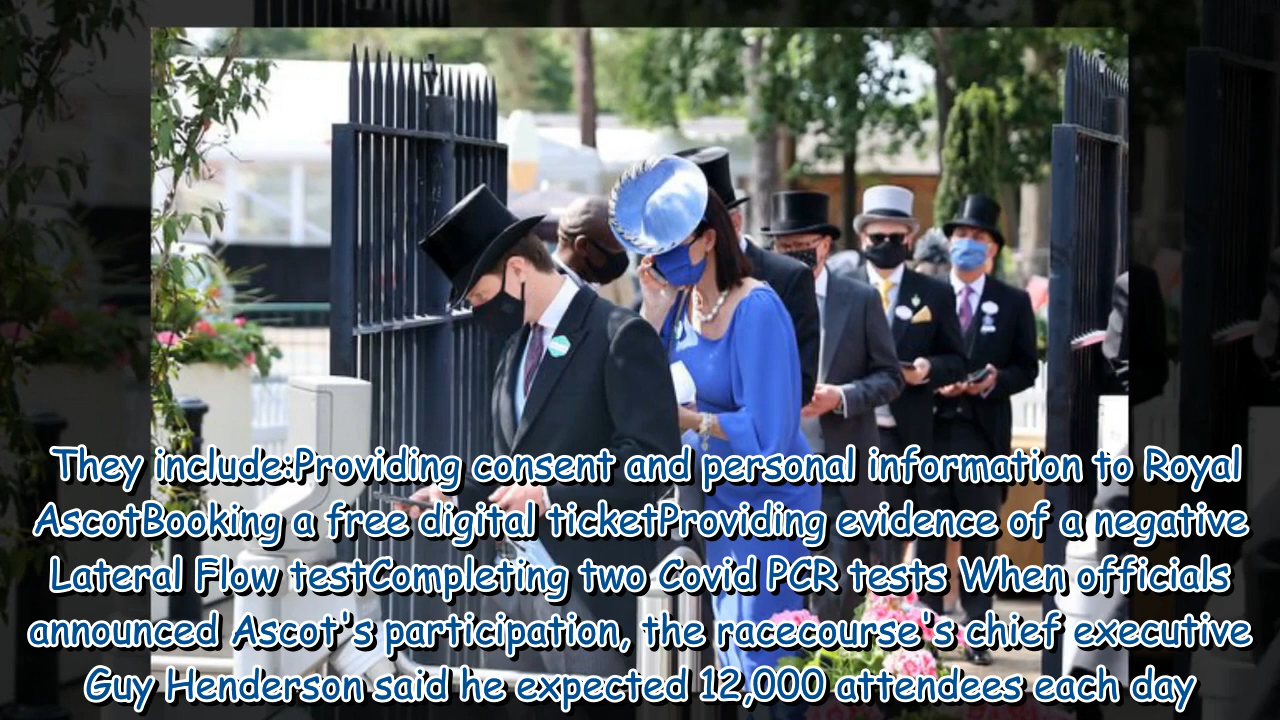 They include:Providing consent and personal information to Royal
AscotBooking a free digital ticketProviding evidence of a negative
Lateral Flow testCompleting two Covid PCR tests When officials
announced Ascot's participation, the racecourse's chief executive
Guy Henderson said he expected 12,000 attendees each day